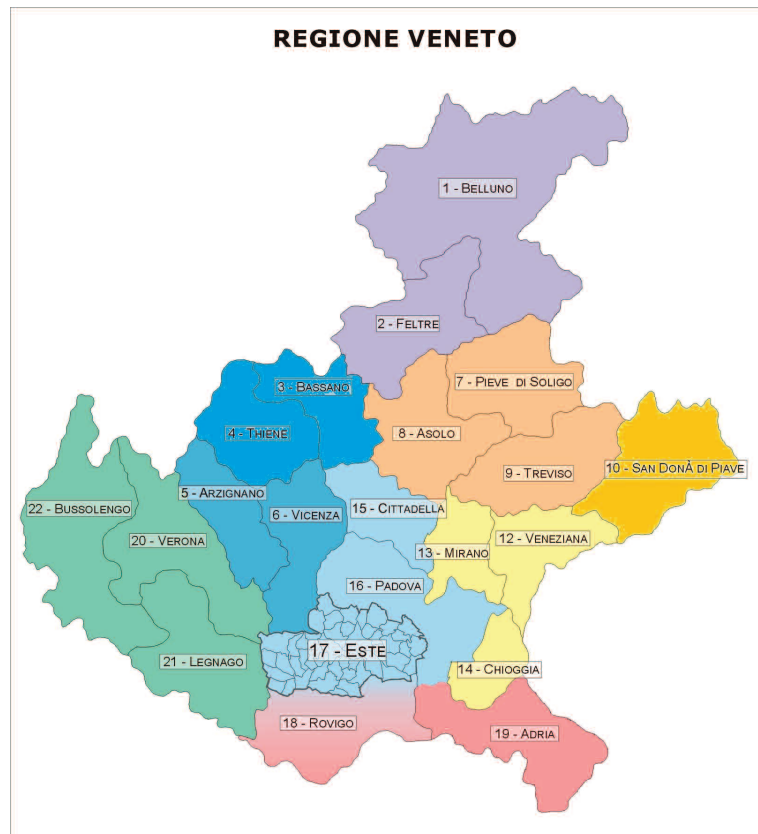 REGIONE VENETO
1 - BELLUNO
2 - FELTRE
7 - PIEVE DI SOLIGO
3 - BASSANO
4 - THIENE
8 - ASOLO
10 - SAN DONÅ DI PIAVE
9 - TREVISO
5 - ARZIGNANO
22 - BUSSOLENGO
6 - VICENZA
15 - CITTADELLA
20 - VERONA
12 - VENEZIANA
13 - MIRANO
16 - PADOVA
17 - ESTE
21 - LEGNAGO
14 - CHIOGGIA
18 - ROVIGO
19 - ADRIA